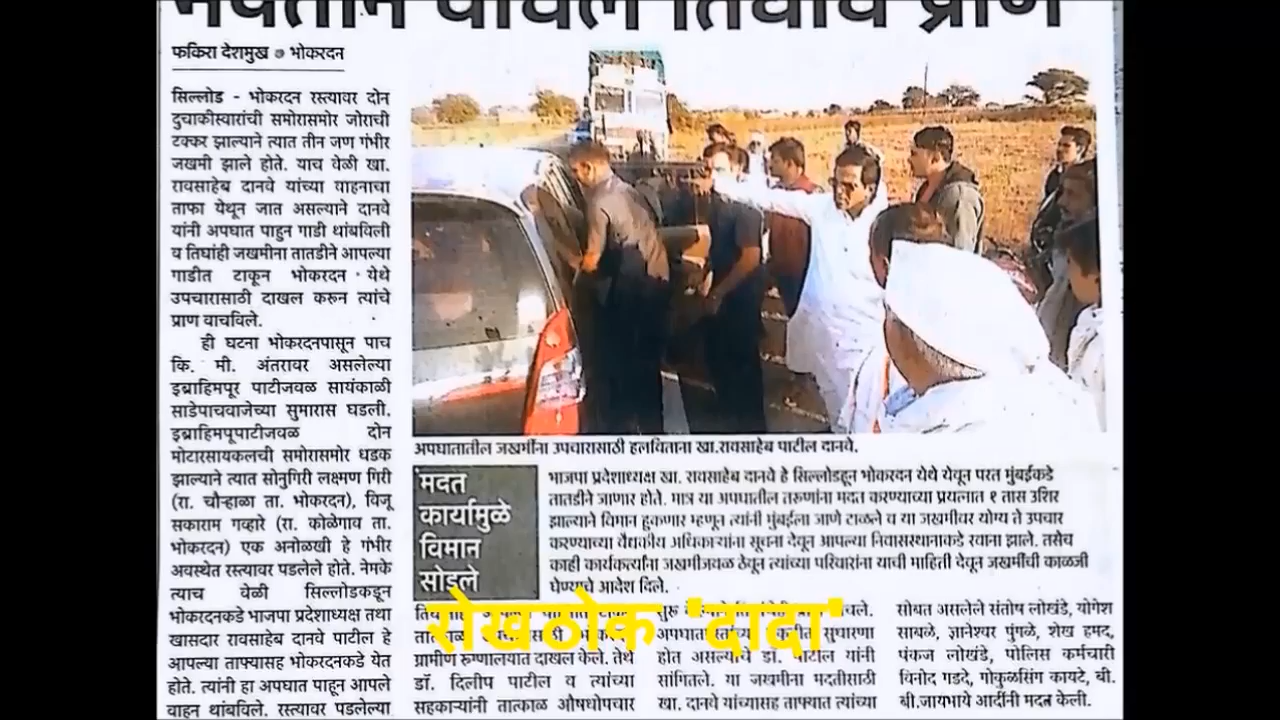 मदतीने वाचले तिघांचे प्राण
फकिरा देशमुख ● भोकरदन
सिल्लोड - भोकरदन रस्त्यावर दोन
दुचाकीस्वारांची समोरासमोर जोराची
टक्कर झाल्याने त्यात तीन जण गंभीर
जखमी झाले होते. याच वेळी खा.
रावसाहेब दानवे यांच्या वाहनाचा
ताफा येथून जात असल्याने दानवे
यांनी अपघात पाहुन गाडी थांबविली
व तिघांही जखमीना तातडीने आपल्या
गाडीत टाकून भोकरदन येथे
उपचारासाठी दाखल करून त्यांचे
प्राण वाचविले.
ही घटना भोकरदनपासून पाच
कि. मी. अंतरावर असलेल्या
इब्राहिमपूर पाटीजवळ सायंकाळी
साडेपाचवाजेच्या सुमारास घडली.
इब्राहिमपूपाटीजवळ दोन
मोटारसायकलची समोरासमोर धडक
झाल्याने त्यात सोनुगिरी लक्ष्मण गिरी
(रा. चौऱ्हाळा ता. भोकरदन), विजू
सकाराम गव्हारे (रा. कोळेगाव ता.
भोकरदन) एक अनोळखी हे गंभीर
अवस्थेत रस्त्यावर पडलेले होते. नेमके
त्याच वेळी सिल्लोडकडून
भोकरदनकडे भाजपा प्रदेशाध्यक्ष तथा
खासदार रावसाहेब दानवे पाटील हे
आपल्या ताफ्यासह भोकरदनकडे येत
होते. त्यांनी हा अपघात पाहून आपले
वाहन थांबविले. रस्त्यावर पडलेल्या
अपघातातील जखमींना उपचारासाठी हलविताना खा.रावसाहेब पाटील दानवे.
मदत
कार्यामुळे
विमान
सोडले
भाजपा प्रदेशाध्यक्ष खा. रावसाहेब दानवे हे सिल्लोडहून भोकरदन येथे येवून परत मुंबईकडे
तातडीने जाणार होते. मात्र या अपघातील तरूणांना मदत करण्याच्या प्रयत्नात १ तास उशिर
झाल्याने विमान हुकणार म्हणून त्यांनी मुंबईला जाणे टाळले व या जखमीवर योग्य ते उपचार
करण्याच्या वैद्यकीय अधिकाऱ्यांना सूचना देवून आपल्या निवासस्थानाकडे रवाना झाले. तसेच
काही कार्यकर्त्यांना जखमीजवळ ठेवून त्यांच्या परिवारांना याची माहिती देवून जखमींची काळजी
घेण्याचे आदेश दिले.
रोखठोक 'दादा'
ग्रामीण रुग्णालयात दाखल केले. तेथे
डॉ. दिलीप पाटील व त्यांच्या
सहकाऱ्यांनी तात्काळ औषधोपचार
सुरू
सुधारणा
होत असल्याचे डॉ. पाटील यांनी
सांगितले. या जखमीना मदतीसाठी
खा. दानवे यांच्यासह ताफ्यात त्यांच्या
सोबत असलेले संतोष लोखंडे, योगेश
साबळे, ज्ञानेश्वर पुंगळे, शेख हमद,
पंकज लोखंडे, पोलिस कर्मचारी
विनोद गडदे, गोकुळसिंग कायटे, बी.
बी.जायभाये आदींनी मदत केली.